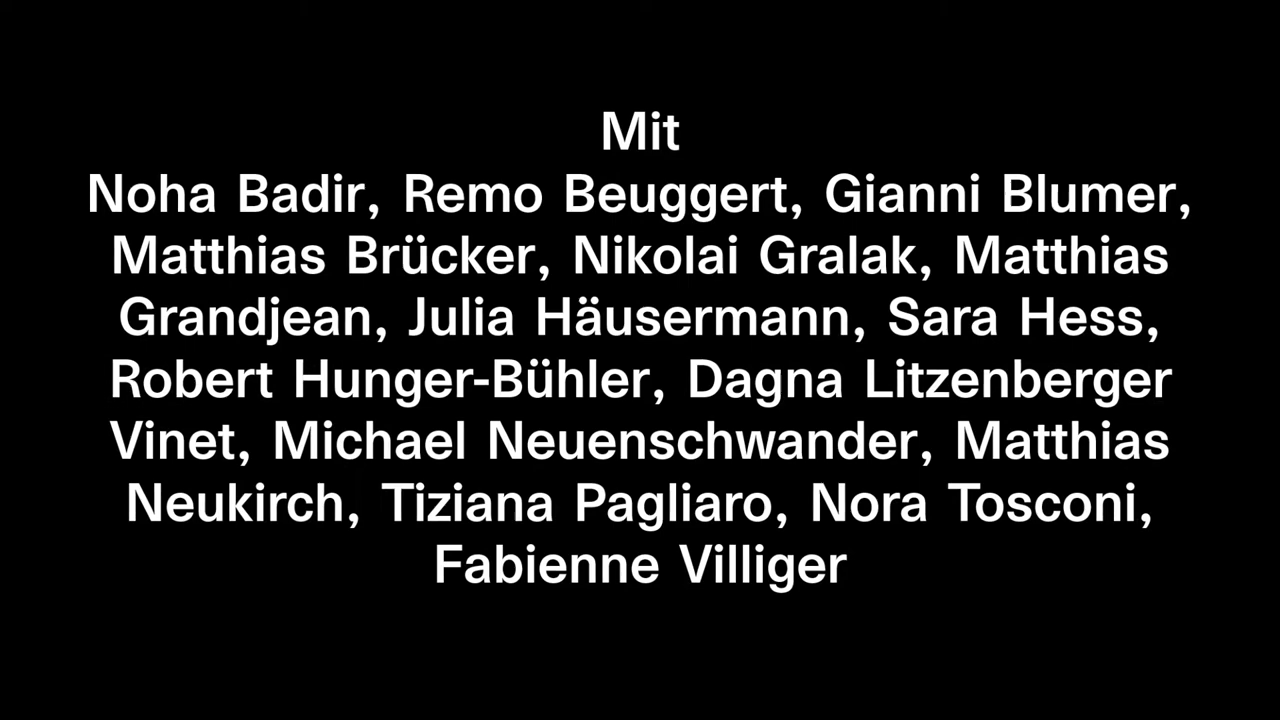 Mit
Noha Badir, Remo Beuggert, Gianni Blumer,
Matthias Brücker, Nikolai Gralak, Matthias
Grandjean, Julia Häusermann, Sara Hess,
Robert Hunger-Bühler, Dagna Litzenberger
Vinet, Michael Neuenschwander, Matthias
Neukirch, Tiziana Pagliaro, Nora Tosconi,
Fabienne Villiger